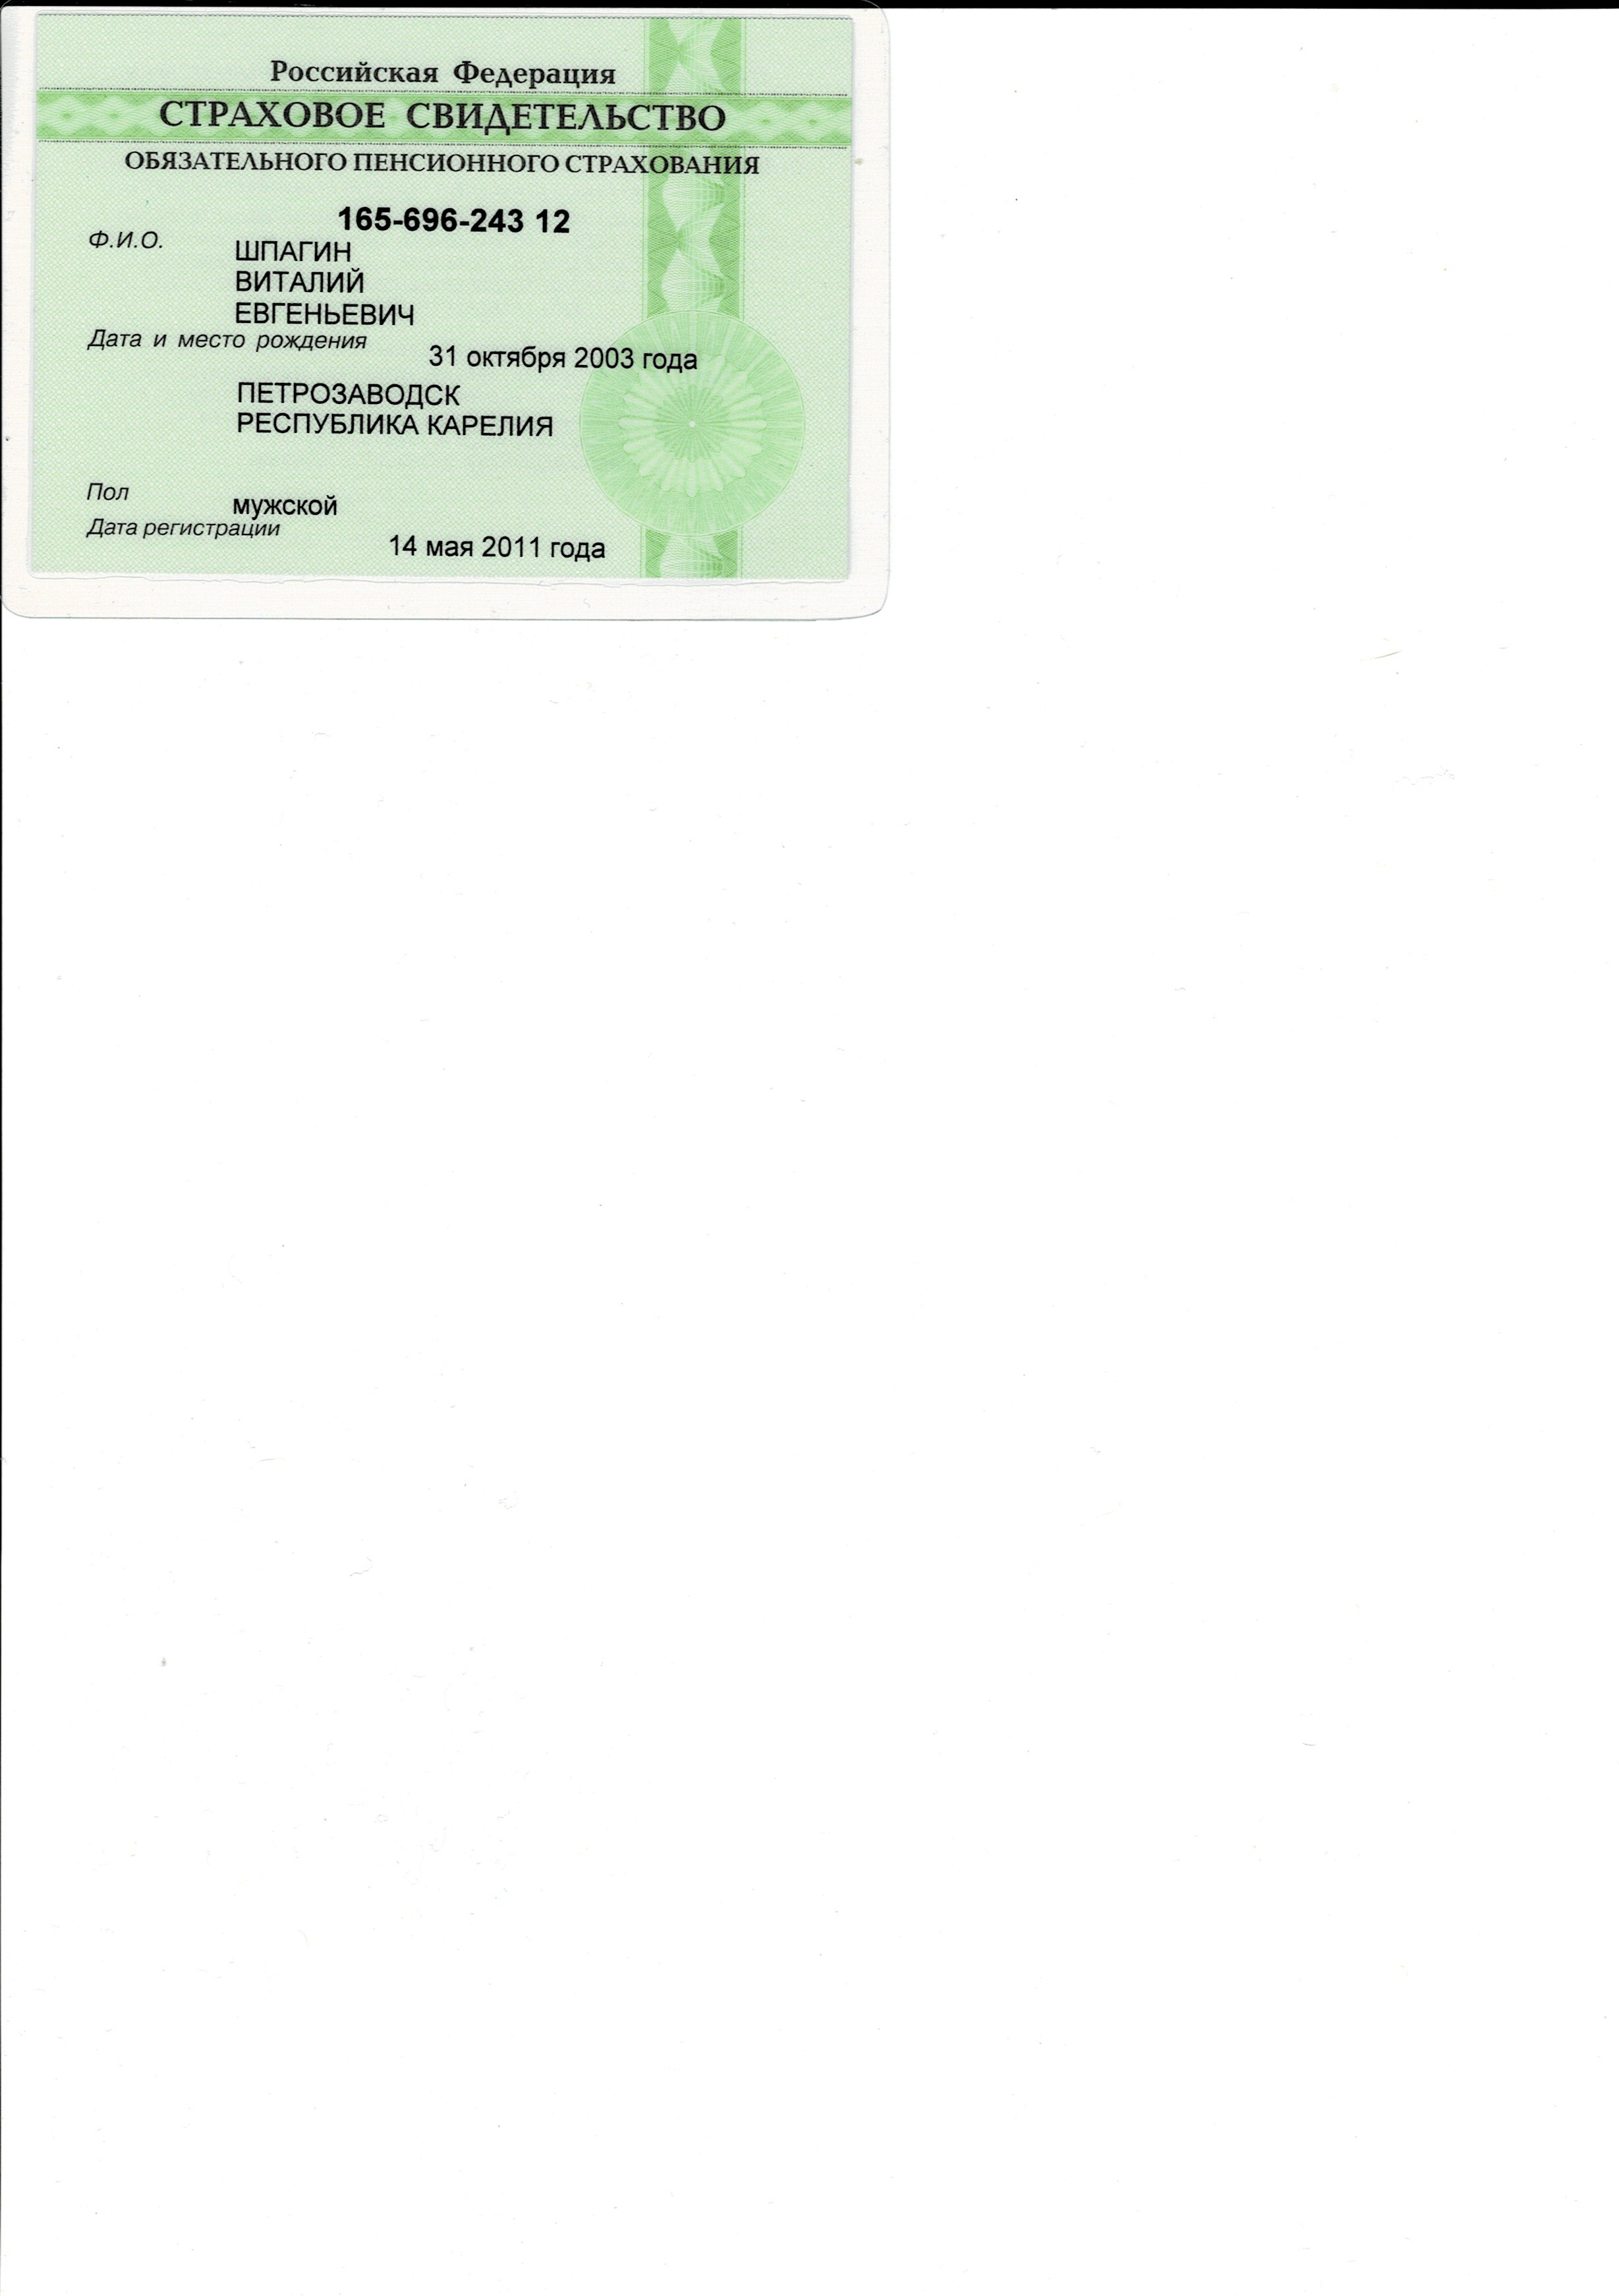 Российская Федерация
СТРАХОВОЕ СВИДЕТЕЛЬСТВО
ОБЯЗАТЕЛЬНОГО ПЕНСИОННОГО СТРАХОВАНИЯ
165-696-243 12
Ф.И.О.
ШПАГИН
ВИТАЛИЙ
ЕВГЕНЬЕВИЧ
Дата и место рождения
31 октября 2003 года
ПЕТРОЗАВОДСК
РЕСПУБЛИКА КАРЕЛИЯ
Пол
мужской
Дата регистрации
14 мая 2011 года